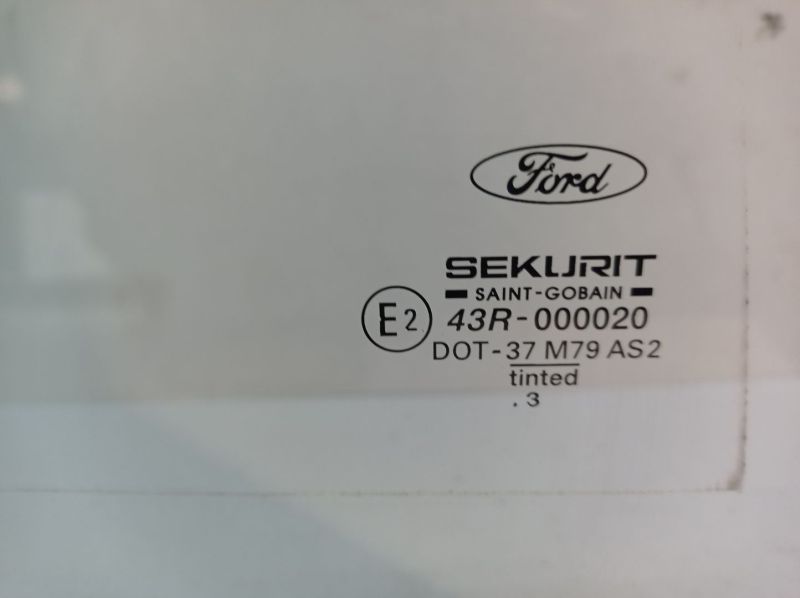 Ford
SEKURIT
SAINT-GOBAIN
E2 43R-000020
DOT-37 M79 AS2
tinted
. 3